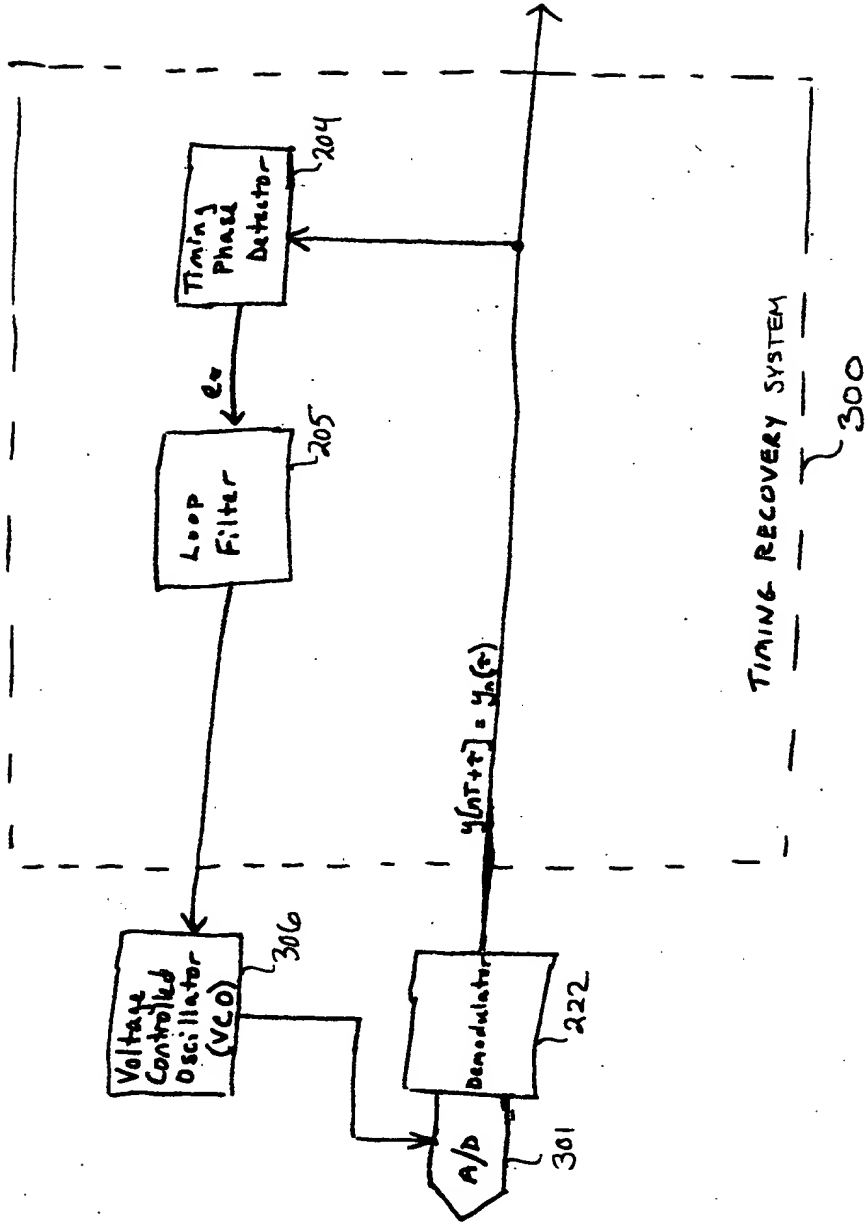 Voltage
Controlled
Oscillator
(VCO)
306
Loop
Filter
205
eτ
Timing
Phase
Detector
204
A/D
301
Demodulator
222
y[nT+τ] = yn(τ)
TIMING RECOVERY SYSTEM
300